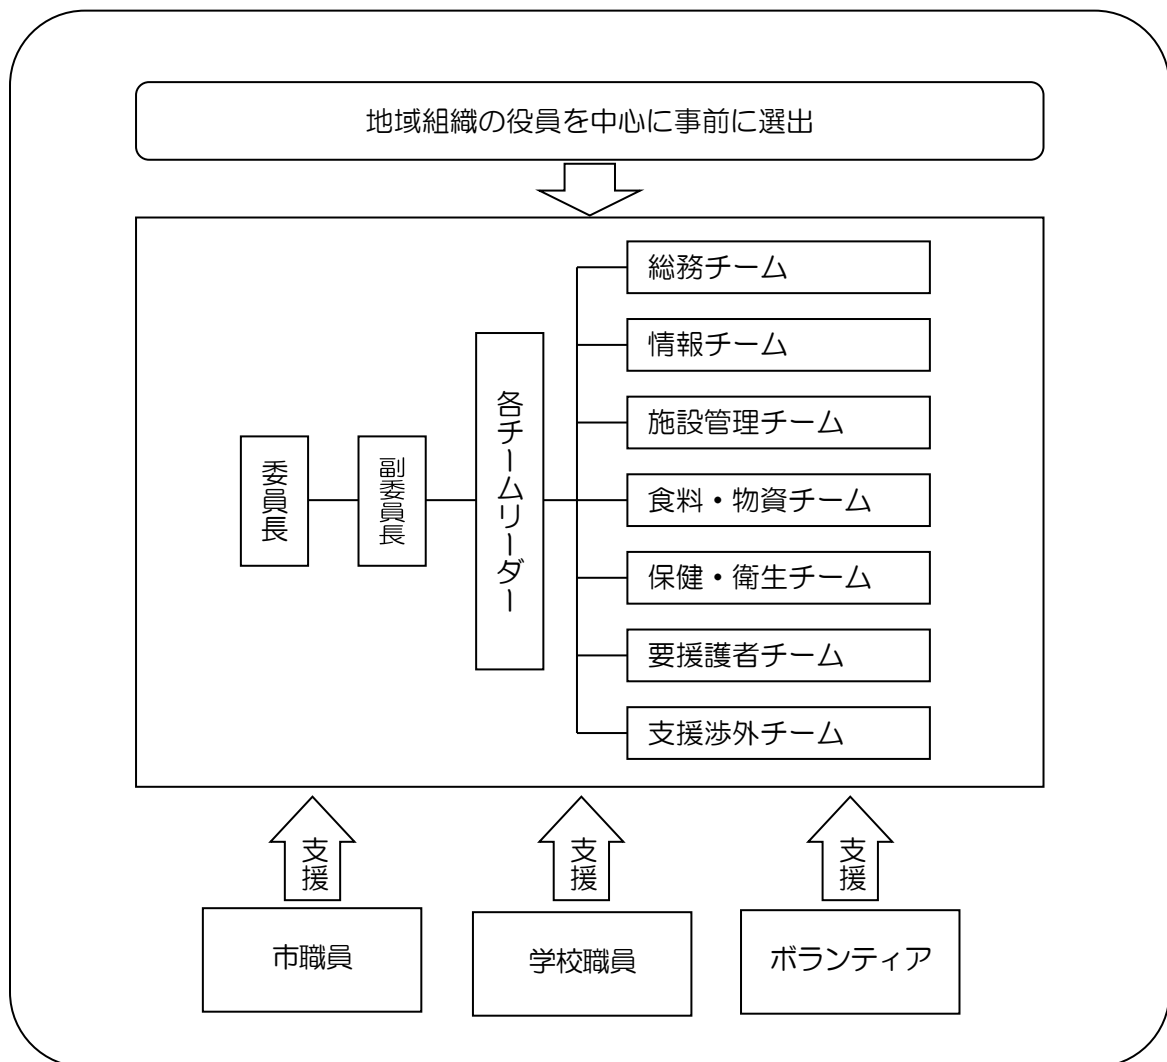 地域組織の役員を中心に事前に選出
総務チーム
情報チーム
施設管理チーム
食料・物資チーム
保健・衛生チーム
要援護者チーム
支援渉外チーム
各チームリーダー
副委員長
委員長
支援
支援
支援
市職員
学校職員
ボランティア